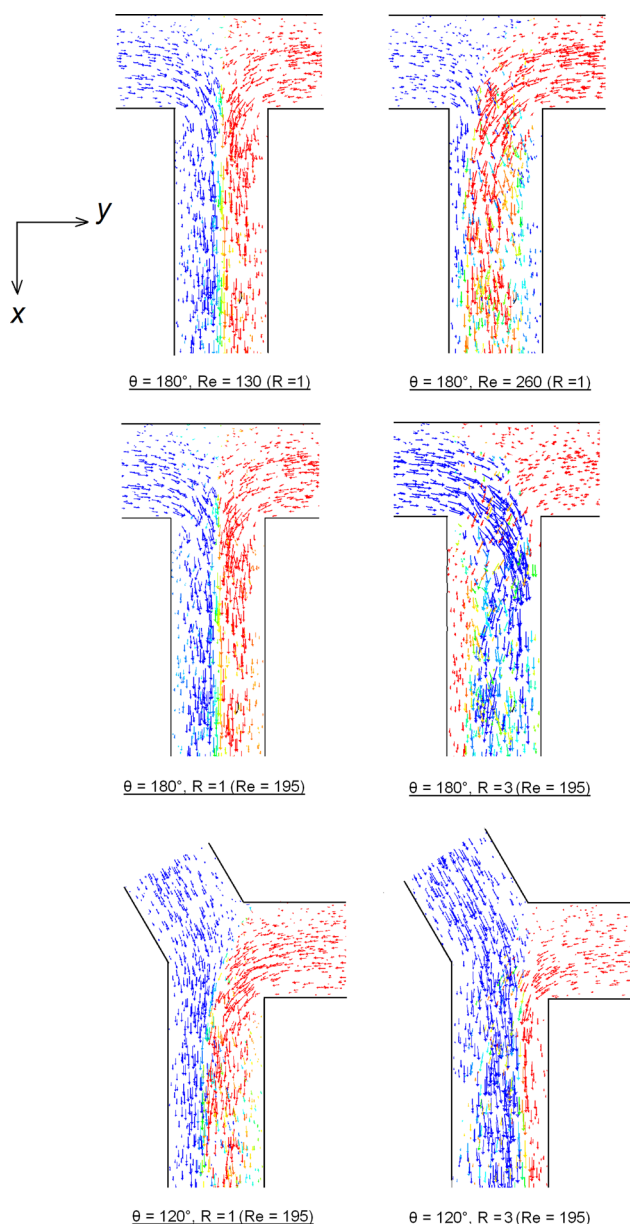 y
x
θ = 180°, Re = 130 (R =1)
θ = 180°, Re = 260 (R =1)
θ = 180°, R =1 (Re = 195)
θ = 180°, R =3 (Re = 195)
θ = 120°, R =1 (Re = 195)
θ = 120°, R =3 (Re = 195)